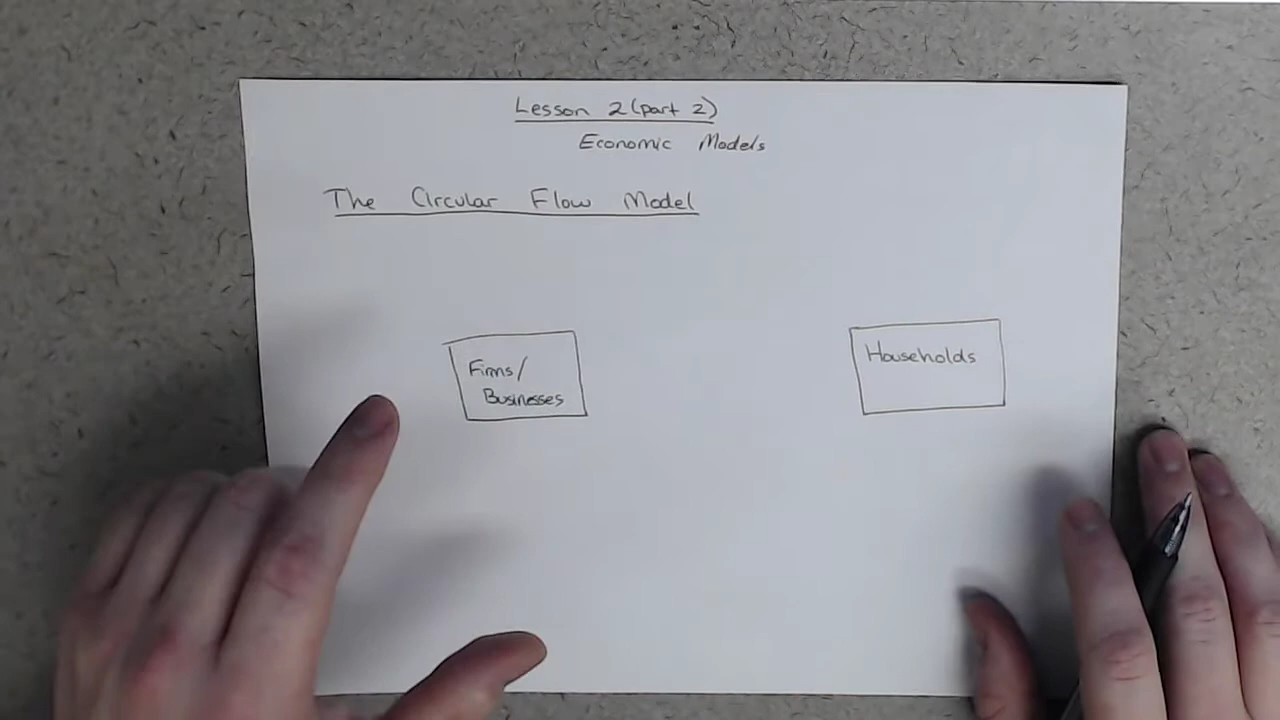 Lesson 2 (part 2)
Economic Models
The Circular Flow Model
Firms/
Businesses
Households